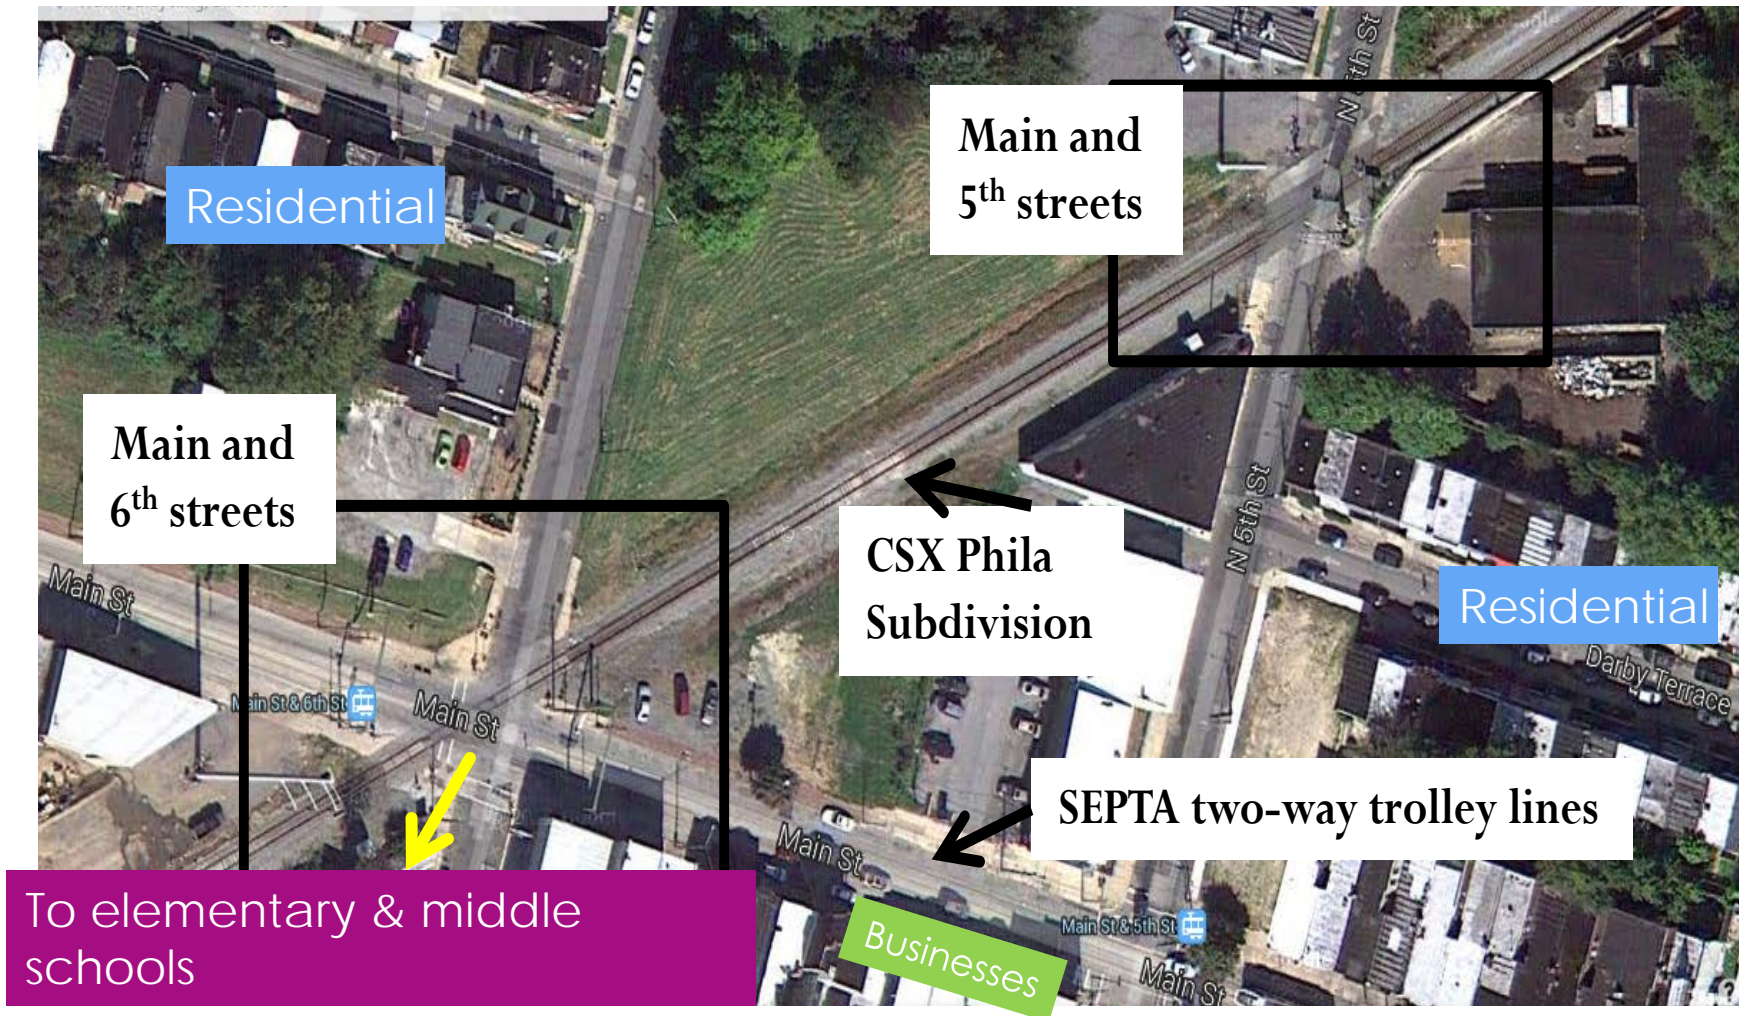 N 5th St
Main and
5th streets
Residential
Main and
6th streets
N 5th St
CSX Phila
Subdivision
Main St
Residential
Darby Terrace
Main St & 6th St
Main St
SEPTA two-way trolley lines
Main St
To elementary & middle
schools
Main St & 5th St
Businesses
Main St